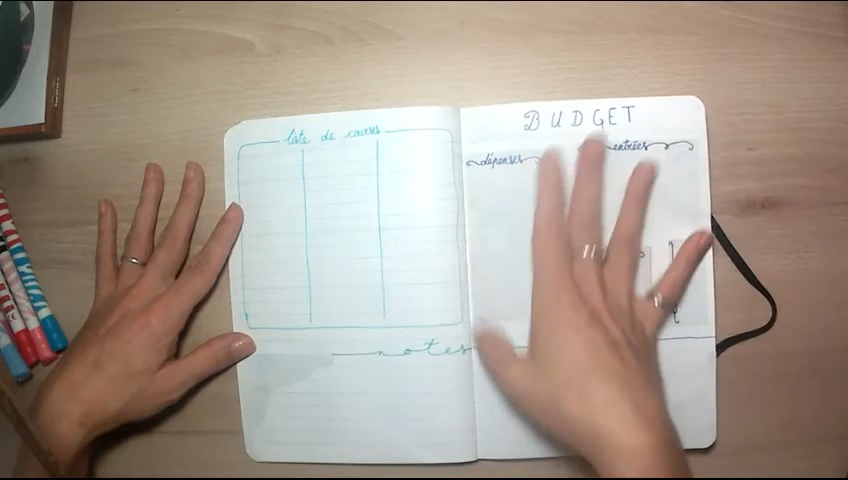 liste de courses
notes
BUDGET
dépenses
entrées